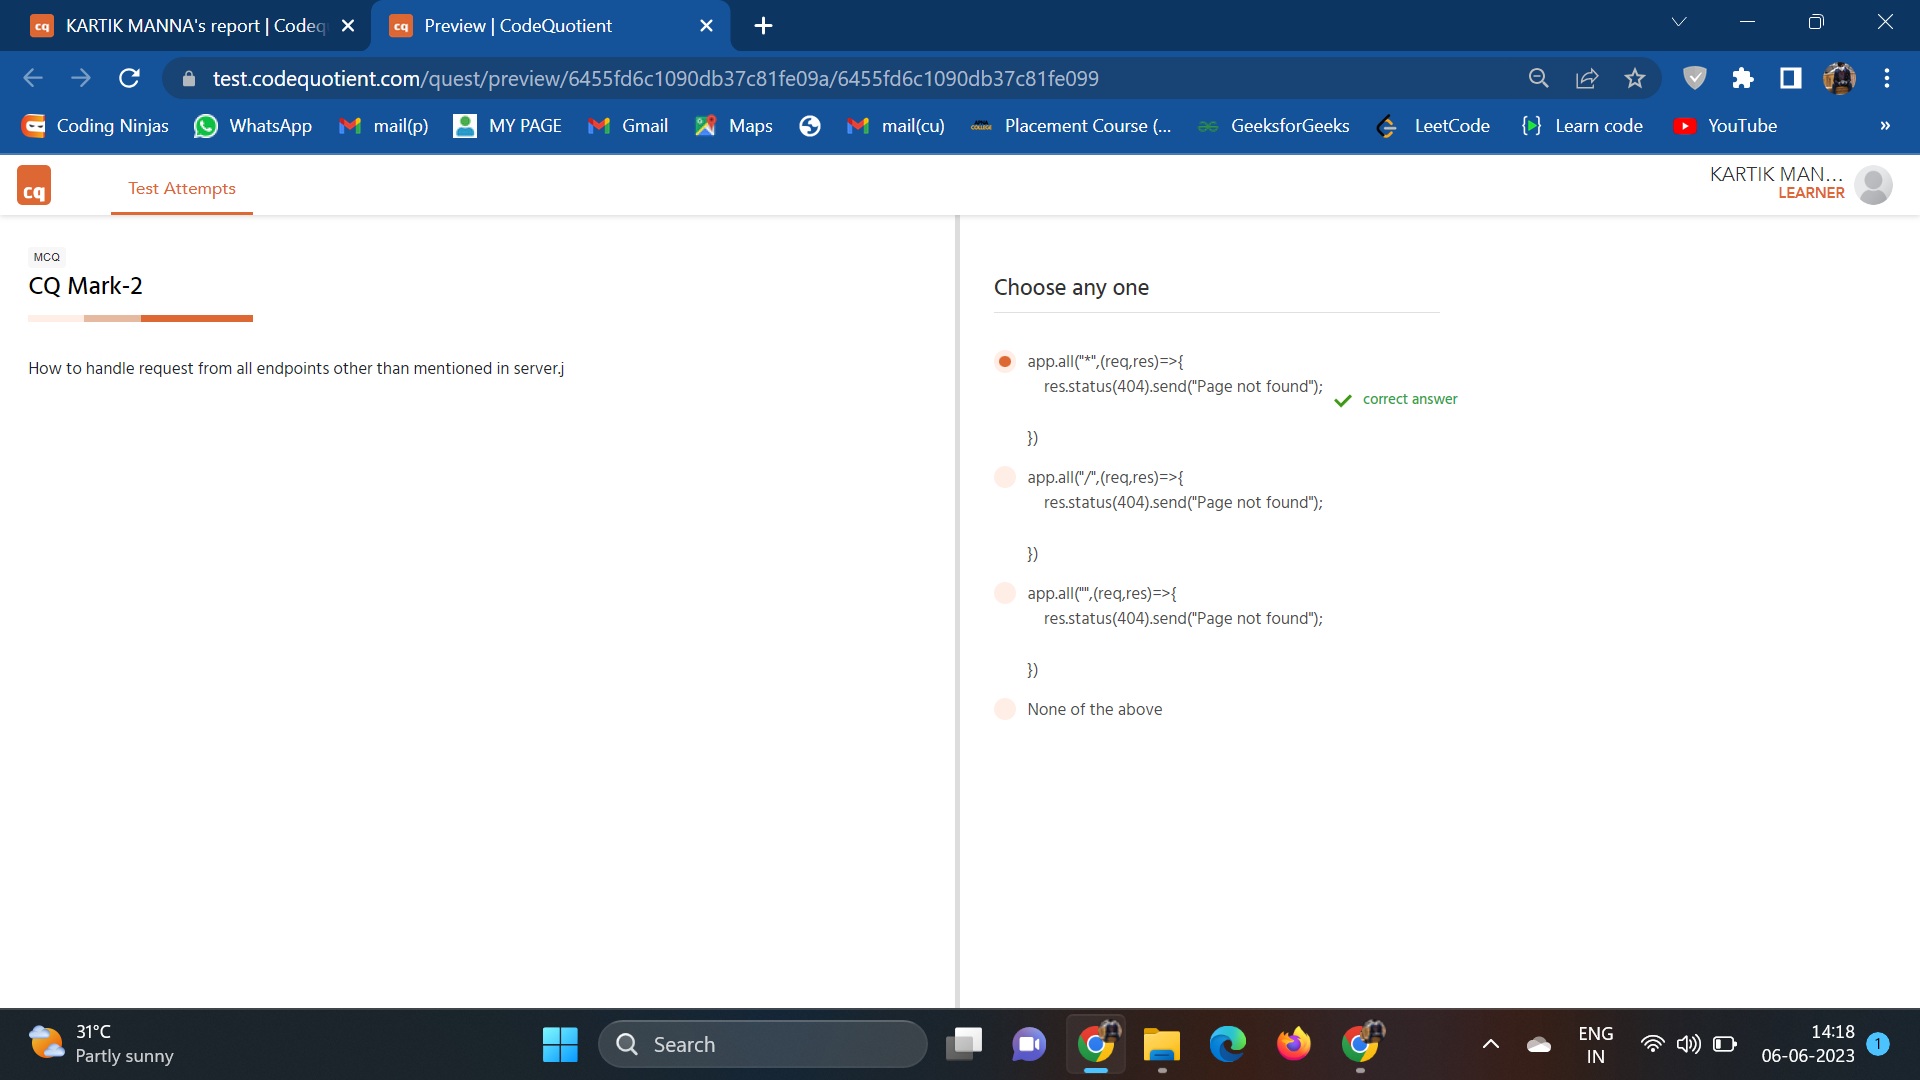 KARTIK MANNA's report | Codeq
Preview | CodeQuotient
test.codequotient.com/quest/preview/6455fd6c1090db37c81fe09a/6455fd6c1090db37c81fe099
Coding Ninjas
WhatsApp
mail(p)
MY PAGE
Gmail
Maps
mail(cu)
Placement Course (...
GeeksforGeeks
LeetCode
Learn code
YouTube
»
cq
Test Attempts
KARTIK MAN...
LEARNER
MCQ
CQ Mark-2
How to handle request from all endpoints other than mentioned in server.j
Choose any one
app.all("*",(req,res)=>{
res.status(404).send("Page not found");
correct answer
})
app.all("/",(req,res)=>{
res.status(404).send("Page not found");
})
app.all("",(req,res)=>{
res.status(404).send("Page not found");
})
None of the above
31°C
Partly sunny
Search
ENG
IN
14:18
06-06-2023
1